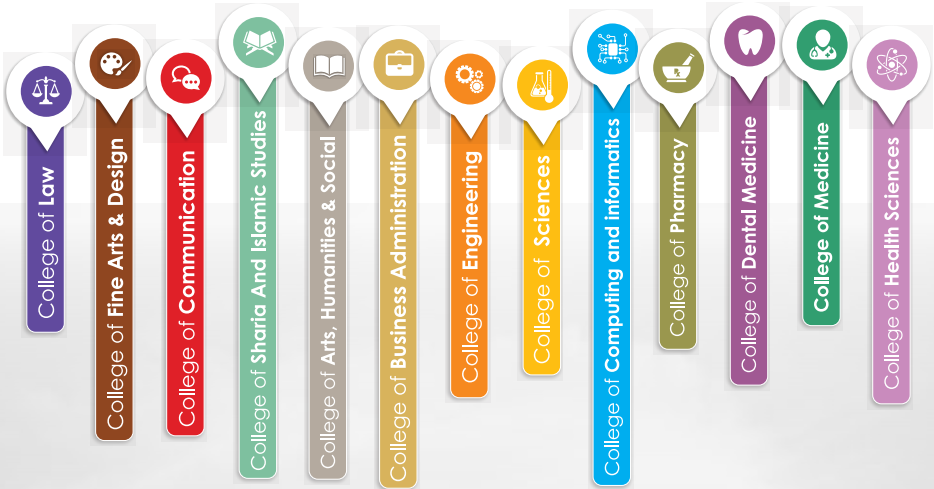 College of Law
College of Fine Arts & Design
College of Communication
College of Sharia And Islamic Studies
College of Arts, Humanities & Social
College of Business Administration
College of Engineering
College of Sciences
College of Computing and informatics
College of Pharmacy
College of Dental Medicine
College of Medicine
College of Health Sciences